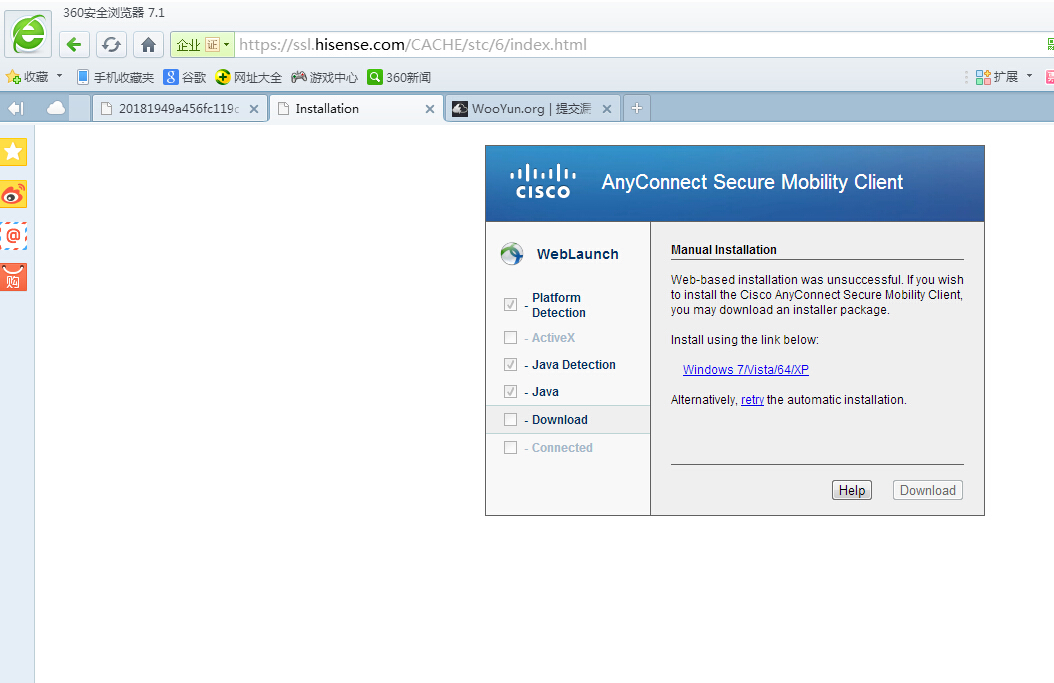 360安全浏览器 7.1
企业 证 https://ssl.hisense.com/CACHE/stc/6/index.html
收藏 手机收藏夹 谷歌 网址大全 游戏中心 360新闻 扩展
20181949a456fc119c Installation WooYun.org | 提交漏
CISCO AnyConnect Secure Mobility Client
WebLaunch
- Platform
Detection
- ActiveX
- Java Detection
- Java
- Download
- Connected
Manual Installation
Web-based installation was unsuccessful. If you wish
to install the Cisco AnyConnect Secure Mobility Client,
you may download an installer package.
Install using the link below:
Windows 7/Vista/64/XP
Alternatively, retry the automatic installation.
Help Download
@
购